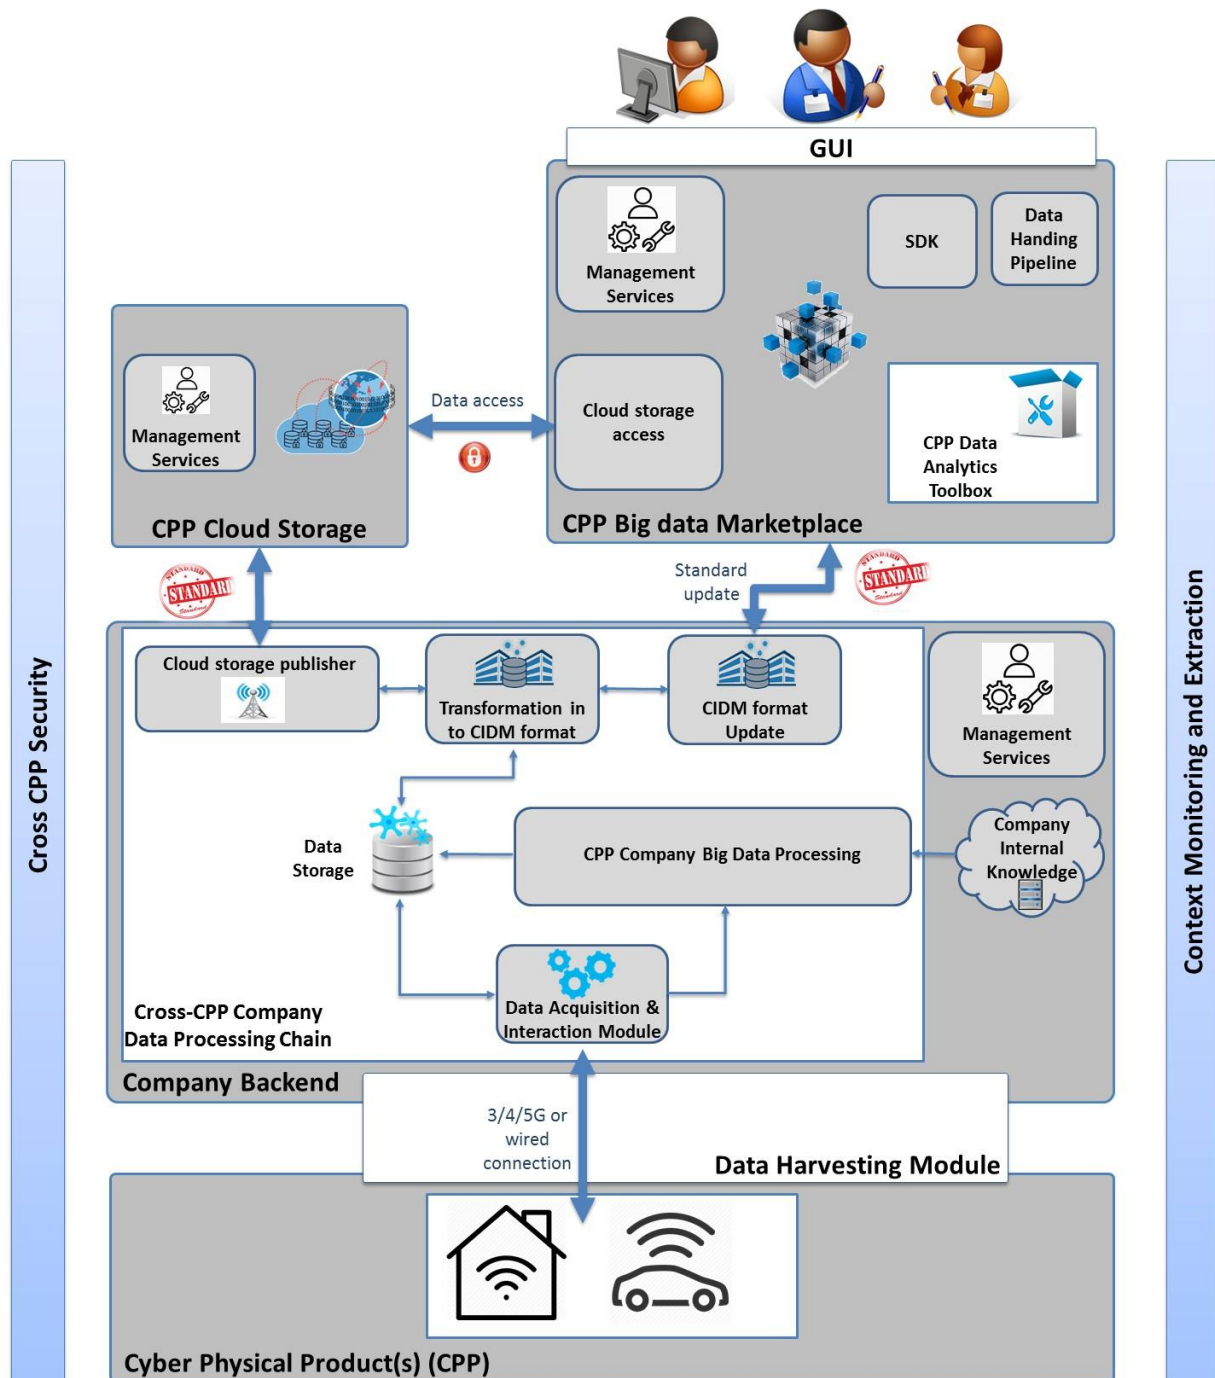 GUI
Management
Services
SDK
Data
Handing
Pipeline
Management
Services
Data access
Cloud storage
access
CPP Data
Analytics
Toolbox
CPP Cloud Storage
CPP Big data Marketplace
STANDARD
STANDARD
Standard
Standard
update
STANDARD
STANDARD
Standard
Cross CPP Security
Context Monitoring and Extraction
Cloud storage publisher
Transformation in
to CIDM format
CIDM format
Update
Management
Services
Data
Storage
CPP Company Big Data Processing
Company
Internal
Knowledge
Data Acquisition &
Interaction Module
Cross-CPP Company
Data Processing Chain
Company Backend
3/4/5G or
wired
connection
Data Harvesting Module
Cyber Physical Product(s) (CPP)